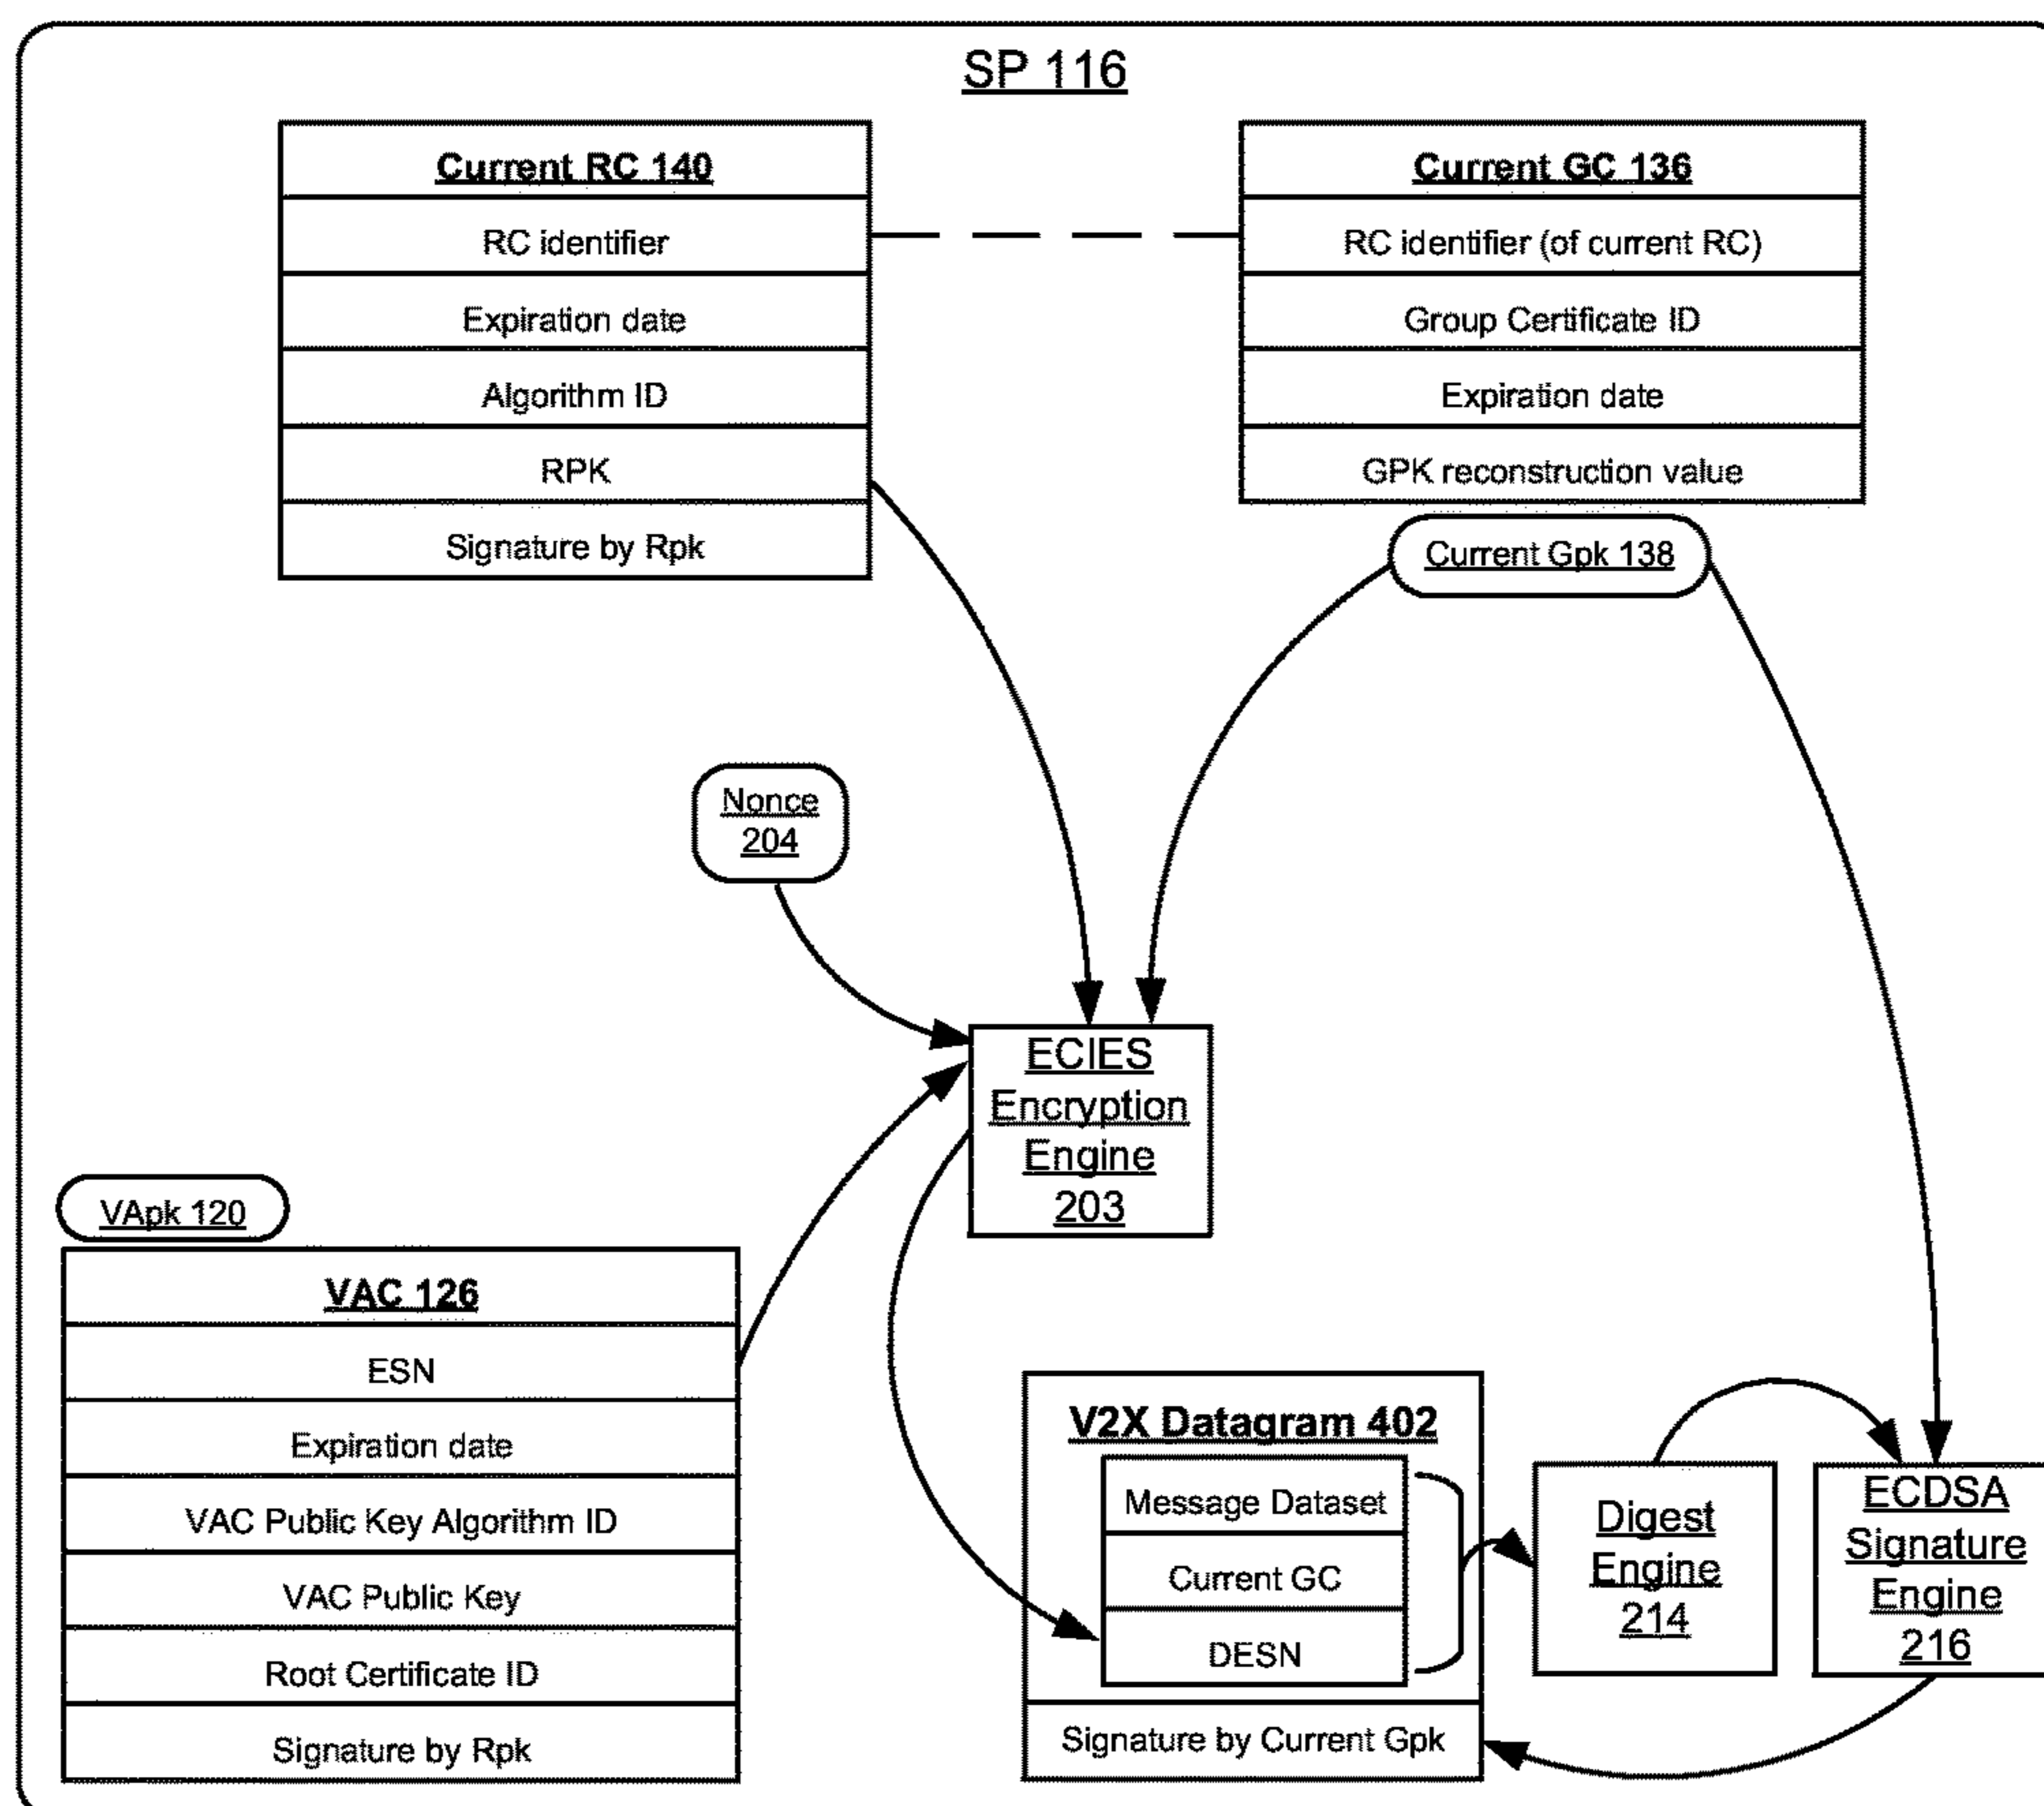 SP 116
Current RC 140
RC identifier
Expiration date
Algorithm ID
RPK
Signature by Rpk
Current GC 136
RC identifier (of current RC)
Group Certificate ID
Expiration date
GPK reconstruction value
Current Gpk 138
Nonce
204
ECIES
Encryption
Engine
203
VApk 120
VAC 126
ESN
Expiration date
VAC Public Key Algorithm ID
VAC Public Key
Root Certificate ID
Signature by Rpk
V2X Datagram 402
Message Dataset
Current GC
DESN
Signature by Current Gpk
Digest
Engine
214
ECDSA
Signature
Engine
216